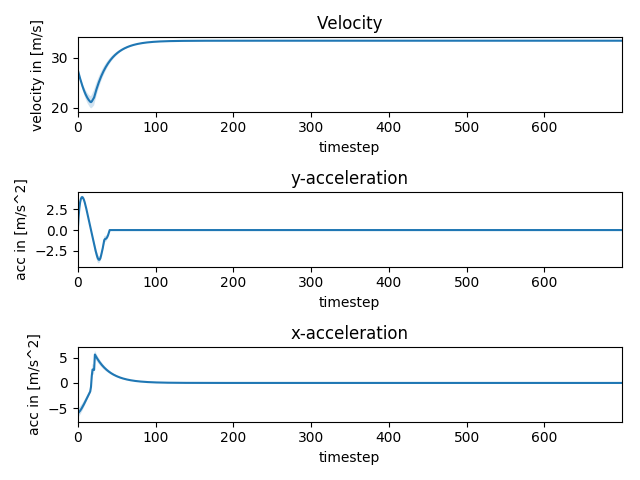 Velocity
velocity in [m/s]
30
20
0 100 200 300 400 500 600
timestep
y-acceleration
acc in [m/s^2]
2.5
0.0
−2.5
0 100 200 300 400 500 600
timestep
x-acceleration
acc in [m/s^2]
5
0
−5
0 100 200 300 400 500 600
timestep